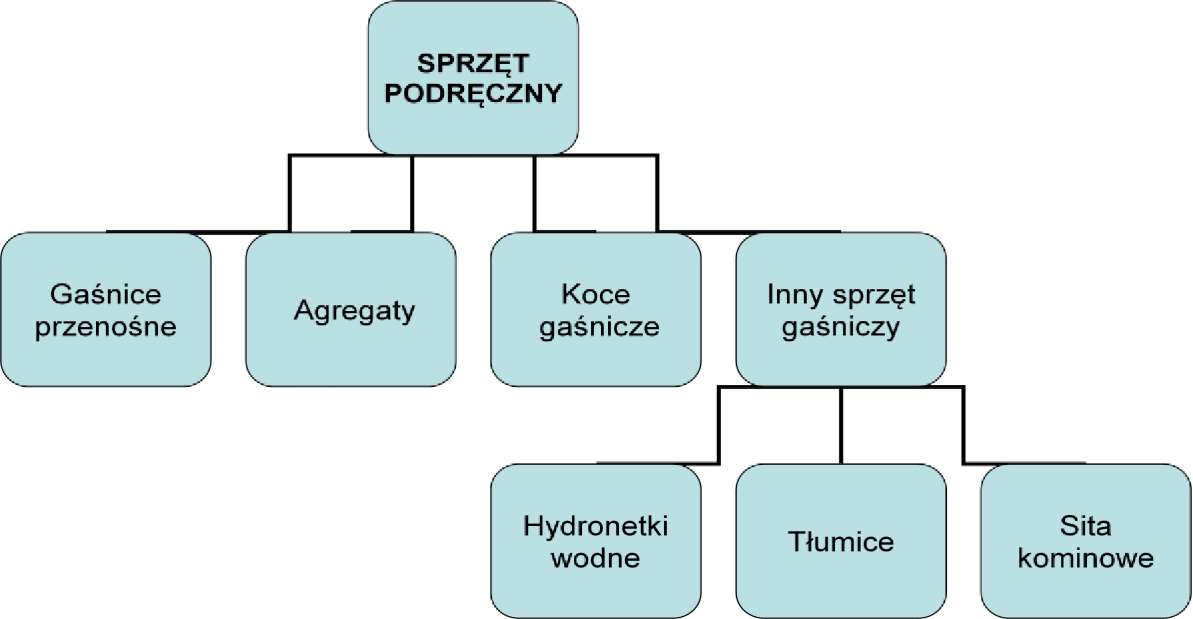 SPRZĘT
PODRĘCZNY
Gaśnice
przenośne
Agregaty
Koce
gaśnicze
Inny sprzęt
gaśniczy
Hydronetki
wodne
Tłumice
Sita
kominowe